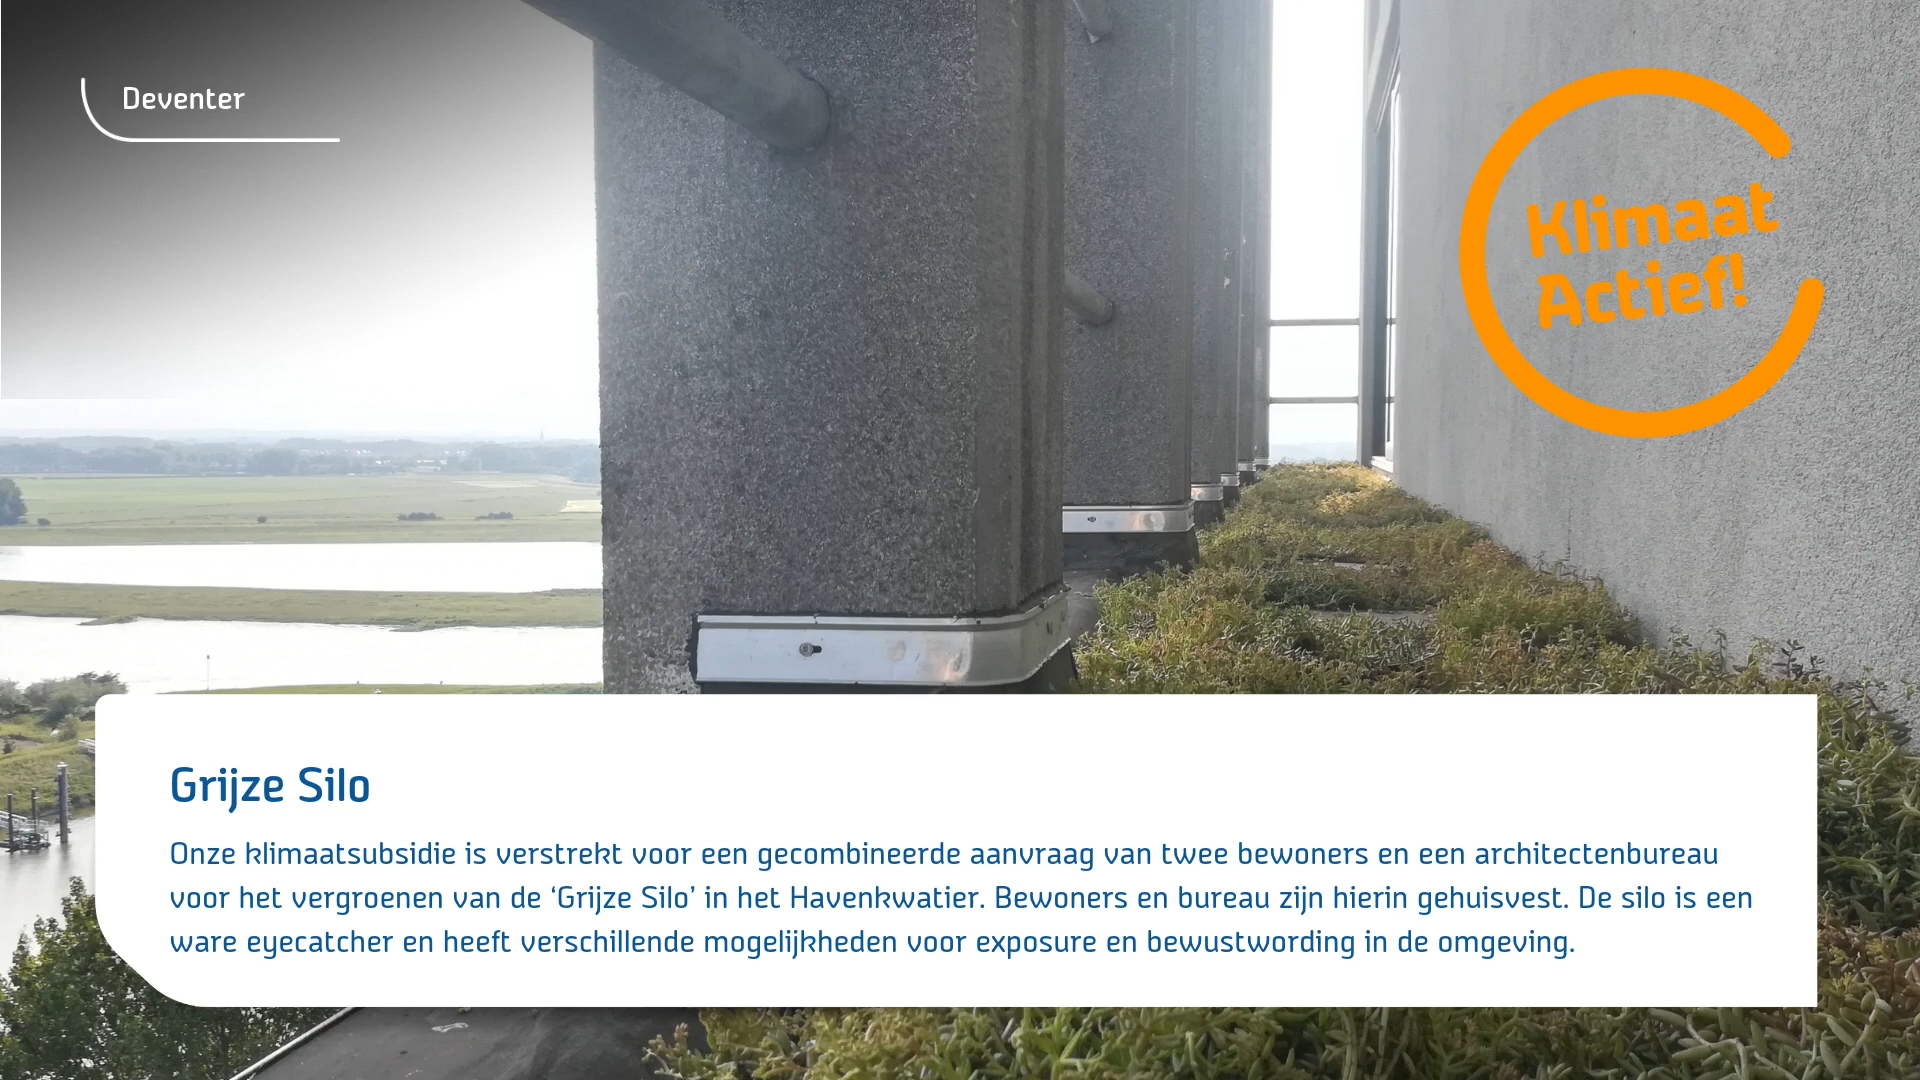 Deventer
Klimaat
Actief!
Grijze Silo
Onze klimaatsubsidie is verstrekt voor een gecombineerde aanvraag van twee bewoners en een architectenbureau
voor het vergroenen van de ‘Grijze Silo’ in het Havenkwatier. Bewoners en bureau zijn hierin gehuisvest. De silo is een
ware eyecatcher en heeft verschillende mogelijkheden voor exposure en bewustwording in de omgeving.